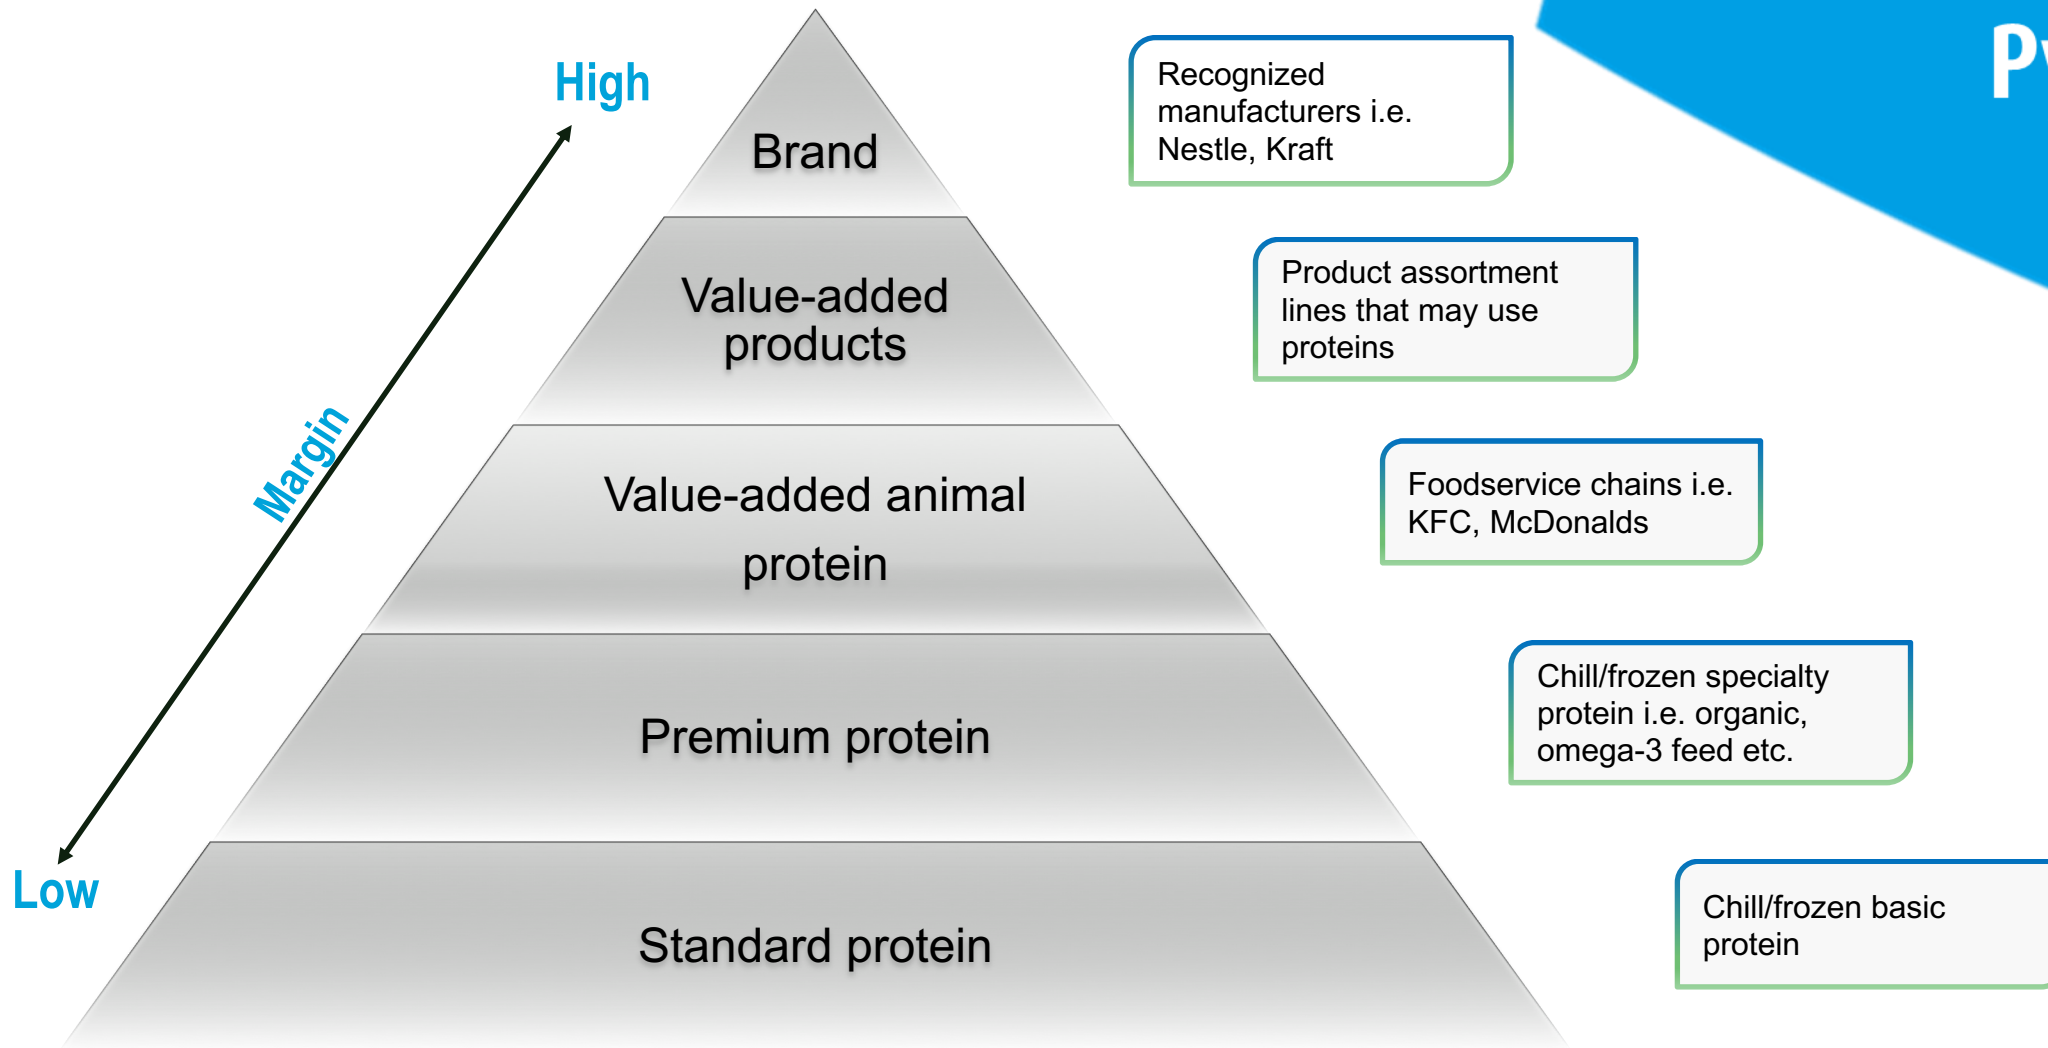 High
Brand
Recognized
manufacturers i.e.
Nestle, Kraft
Value-added
products
Product assortment
lines that may use
proteins
Margin
Value-added animal
protein
Foodservice chains i.e.
KFC, McDonalds
Premium protein
Chill/frozen specialty
protein i.e. organic,
omega-3 feed etc.
Low
Standard protein
Chill/frozen basic
protein